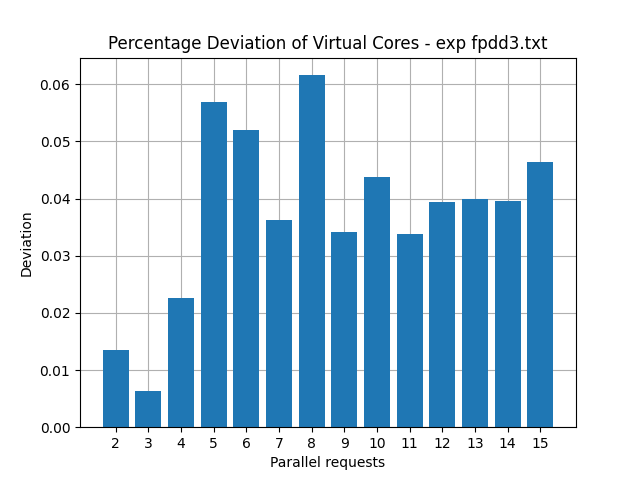 Percentage Deviation of Virtual Cores - exp fpdd3.txt
0.06
0.05
0.04
0.03
0.02
0.01
0.00
Deviation
2 3 4 5 6 7 8 9 10 11 12 13 14 15
Parallel requests